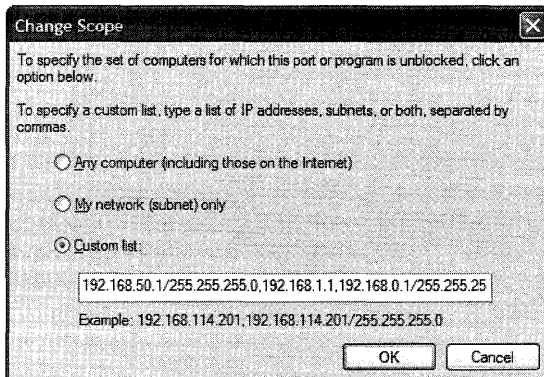 Change Scope
To specify the set of computers for which this port or program is unblocked, click an
option below.
To specify a custom list, type a list of IP addresses, subnets, or both, separated by
commas.
Any computer (including those on the Internet)
My network (subnet) only
Custom list:
192.168.50.1/255.255.255.0,192.168.1.1,192.168.0.1/255.255.25
Example: 192.168.114.201,192.168.114.201/255.255.255.0
OK
Cancel